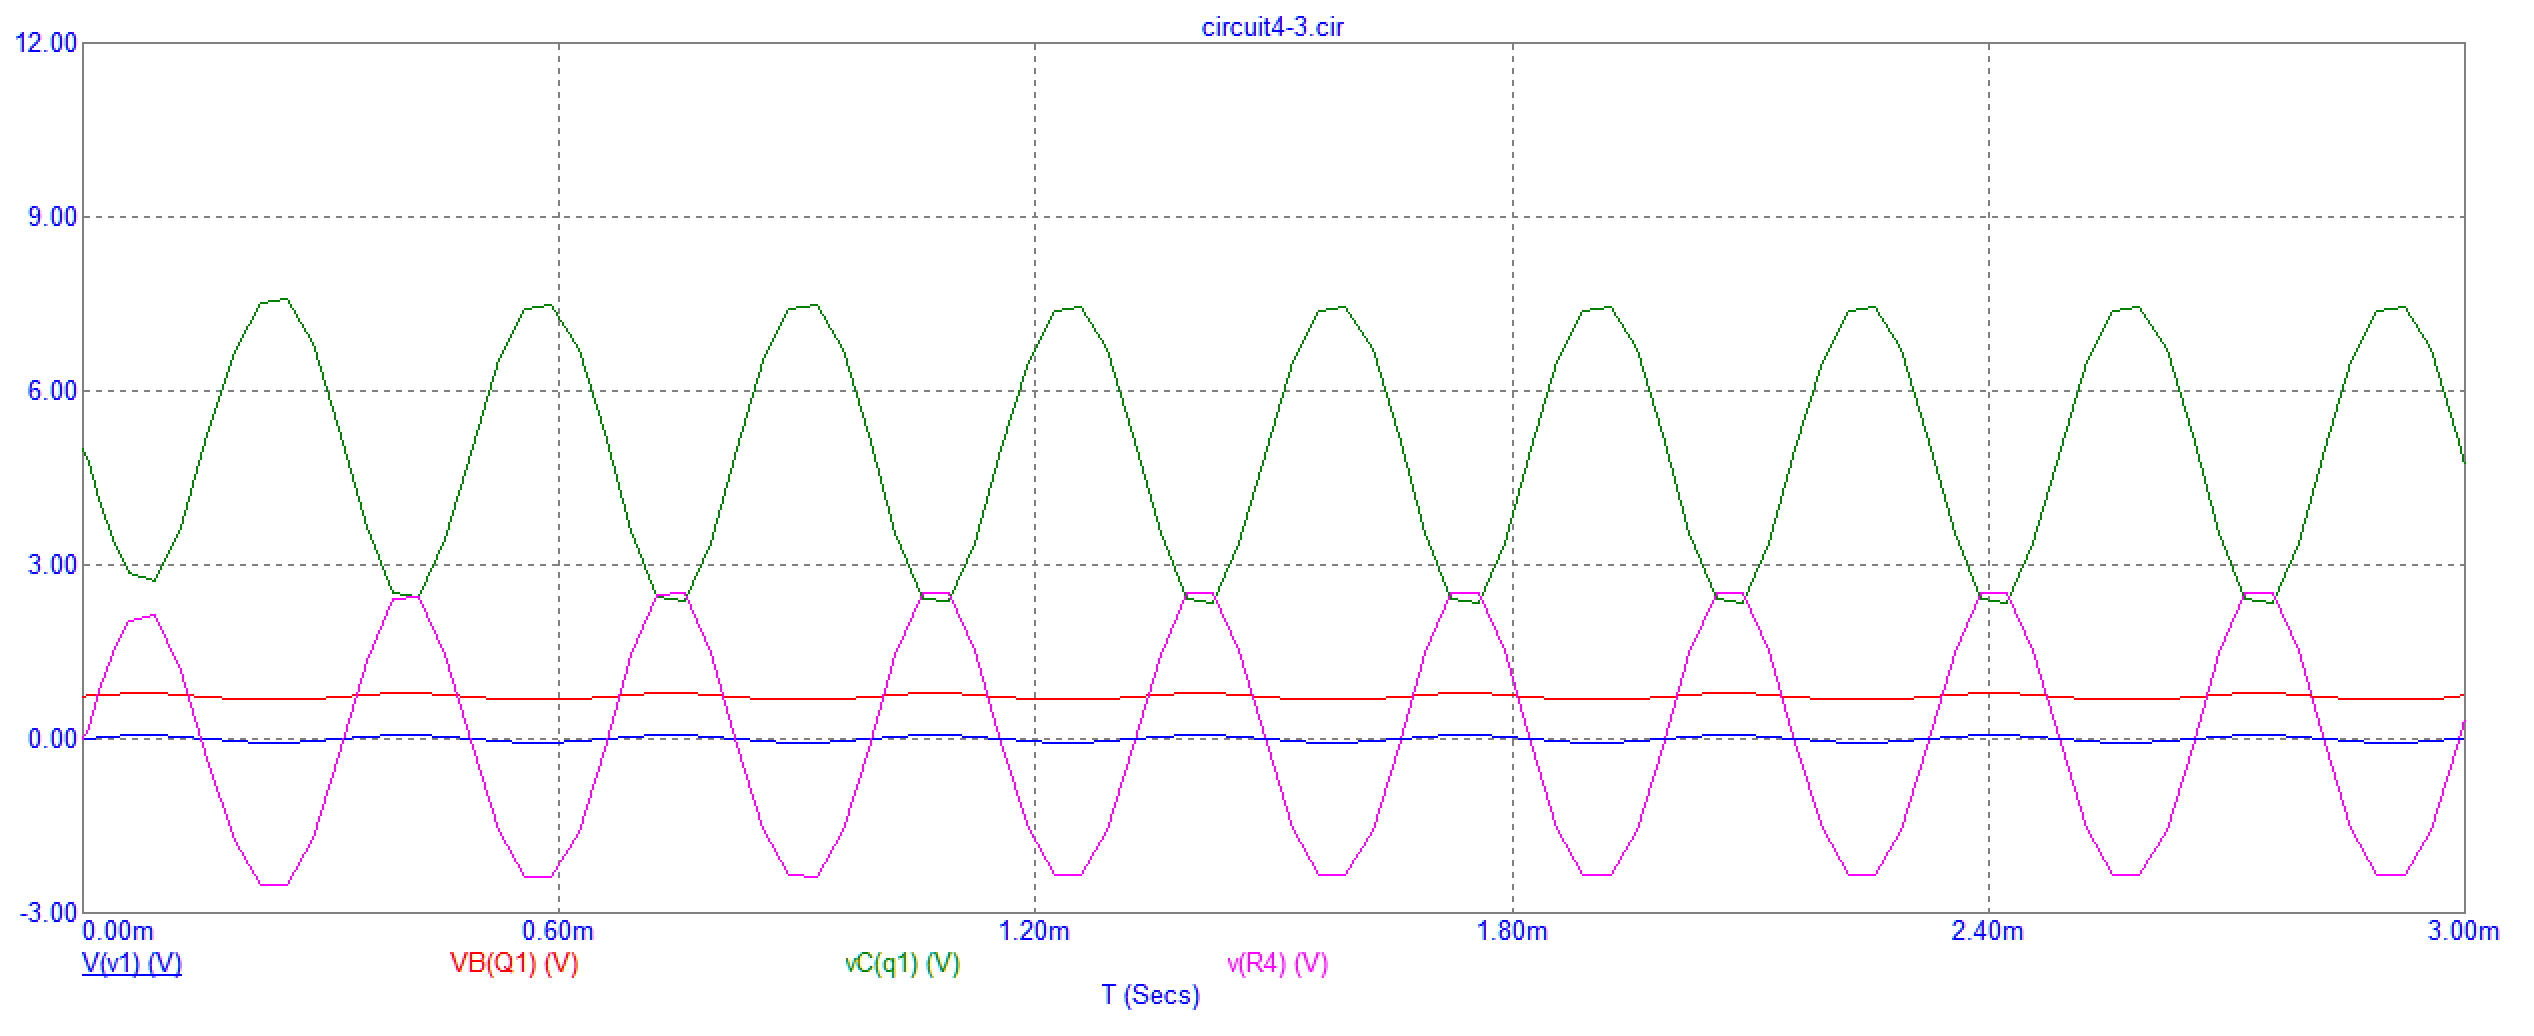 circuit4-3.cir
12.00
9.00
6.00
3.00
0.00
-3.00
0.00m 0.60m 1.20m 1.80m 2.40m 3.00m
V(v1) (V) VB(Q1) (V) vC(q1) (V) v(R4) (V)
T (Secs)